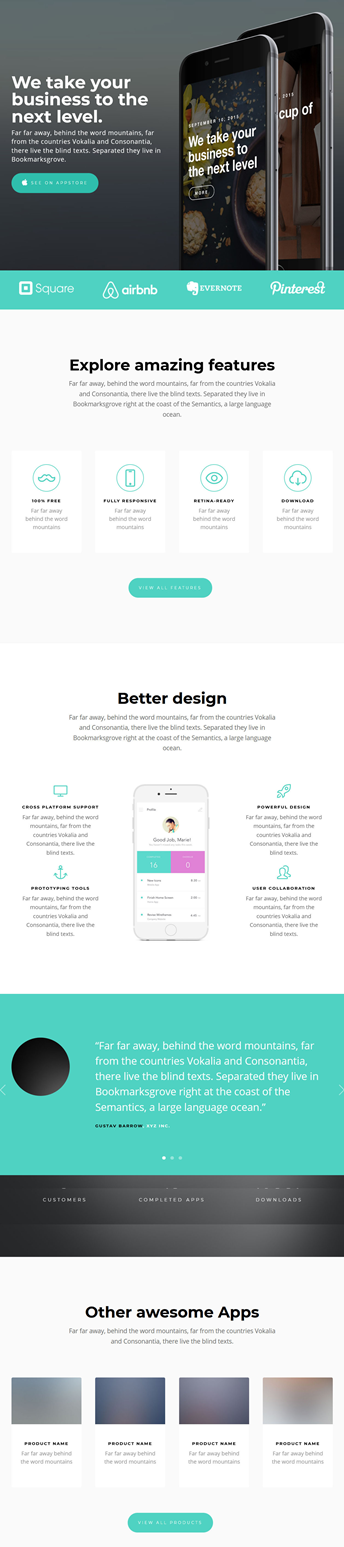 We take your
business to the
next level.
Far far away, behind the word mountains, far
from the countries Vokalia and Consonantia,
there live the blind texts. Separated they live in
Bookmarksgrove.
SEE ON APPSTORE
SEPTEMBER 10, 2015
We take your
business to
the next level
MORE
2015
cup of
Square
airbnb
EVERNOTE
Pinterest
Explore amazing features
Far far away, behind the word mountains, far from the countries Vokalia
and Consonantia, there live the blind texts. Separated they live in
Bookmarksgrove right at the coast of the Semantics, a large language
ocean.
100% FREE
Far far away
behind the word
mountains
FULLY RESPONSIVE
Far far away
behind the word
mountains
RETINA-READY
Far far away
behind the word
mountains
DOWNLOAD
Far far away
behind the word
mountains
VIEW ALL FEATURES
Better design
Far far away, behind the word mountains, far from the countries Vokalia
and Consonantia, there live the blind texts. Separated they live in
Bookmarksgrove right at the coast of the Semantics, a large language
ocean.
CROSS PLATFORM SUPPORT
Far far away, behind the word
mountains, far from the
countries Vokalia and
Consonantia, there live the
blind texts.
PROTOTYPING TOOLS
Far far away, behind the word
mountains, far from the
countries Vokalia and
Consonantia, there live the
blind texts.
Profile
Good Job, Marie!
16
0
New Icons
Finish Home Screen
Revise Wireframes
POWERFUL DESIGN
Far far away, behind the word
mountains, far from the
countries Vokalia and
Consonantia, there live the
blind texts.
USER COLLABORATION
Far far away, behind the word
mountains, far from the
countries Vokalia and
Consonantia, there live the
blind texts.
“Far far away, behind the word mountains, far
from the countries Vokalia and Consonantia,
there live the blind texts. Separated they live in
Bookmarksgrove right at the coast of the
Semantics, a large language ocean.”
GUSTAV BARROW, XYZ INC.
CUSTOMERS
COMPLETED APPS
DOWNLOADS
Other awesome Apps
Far far away, behind the word mountains, far from the countries Vokalia
and Consonantia, there live the blind texts.
PRODUCT NAME
Far far away behind
the word mountains
PRODUCT NAME
Far far away behind
the word mountains
PRODUCT NAME
Far far away behind
the word mountains
PRODUCT NAME
Far far away behind
the word mountains
VIEW ALL PRODUCTS